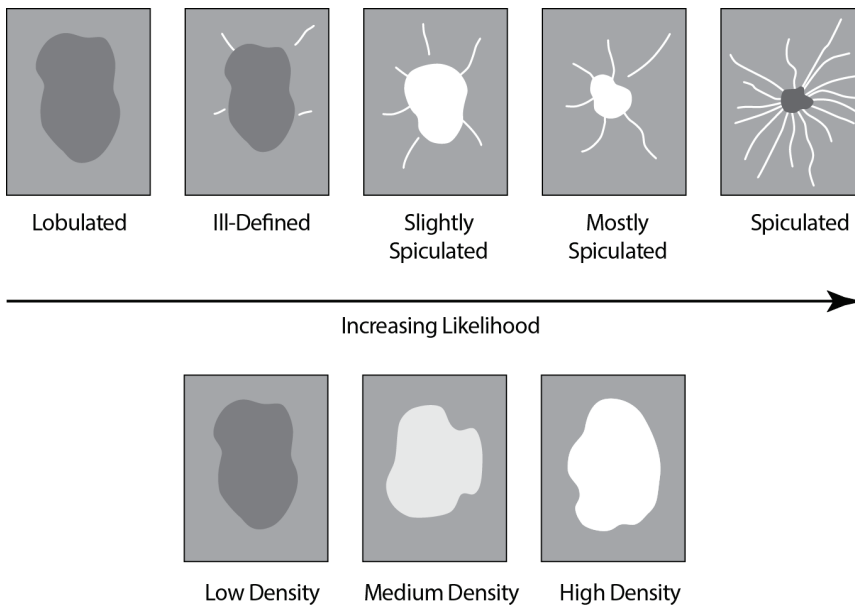 Lobulated
Ill-Defined
Slightly
Spiculated
Mostly
Spiculated
Spiculated
Increasing Likelihood
Low Density
Medium Density
High Density